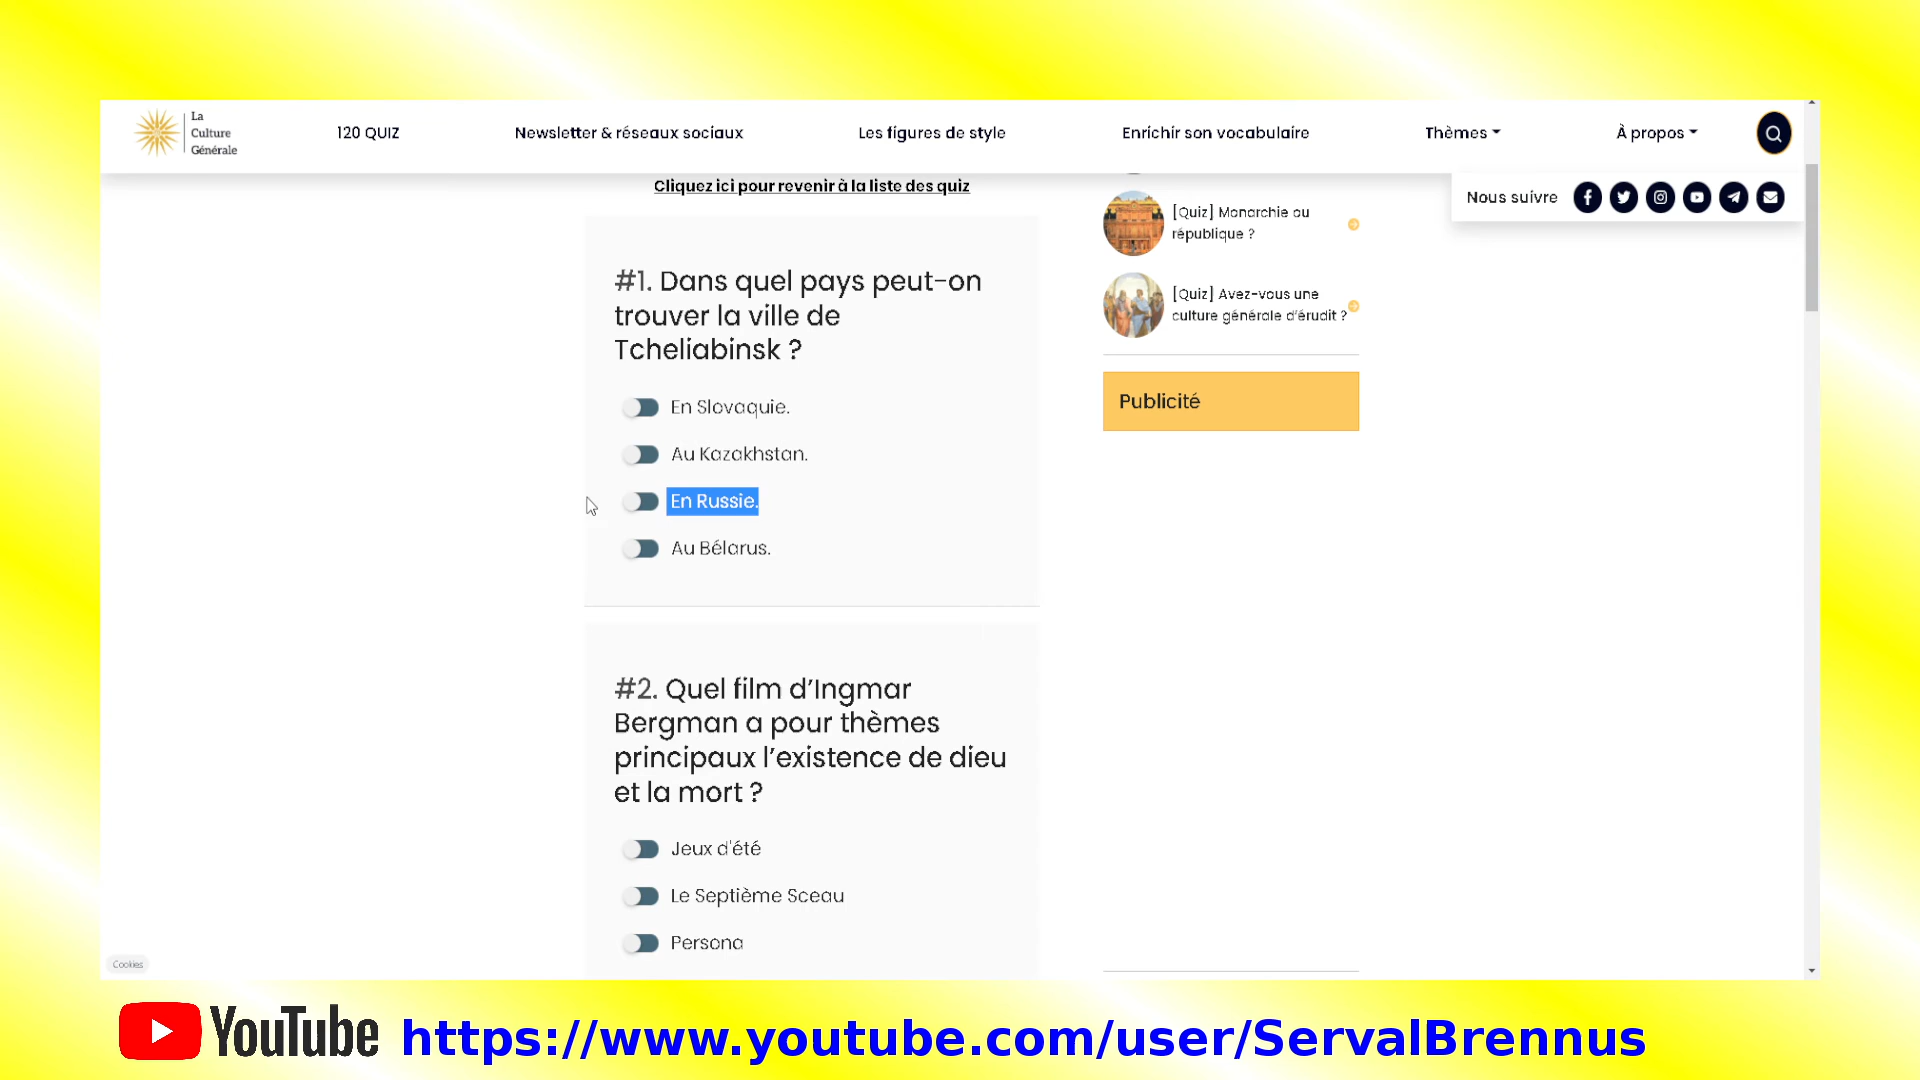 La
Culture
Générale
120 QUIZ
Newsletter & réseaux sociaux
Les figures de style
Enrichir son vocabulaire
Thèmes
À propos
Nous suivre
Cliquez ici pour revenir à la liste des quiz
#1. Dans quel pays peut-on
trouver la ville de
Tcheliabinsk ?
En Slovaquie.
Au Kazakhstan.
En Russie.
Au Bélarus.
#2. Quel film d’Ingmar
Bergman a pour thèmes
principaux l’existence de dieu
et la mort ?
Jeux d'été
Le Septième Sceau
Persona
[Quiz] Monarchie ou
république ?
[Quiz] Avez-vous une
culture générale d’érudit ?
Publicité
Cookies
YouTube
https://www.youtube.com/user/ServalBrennus